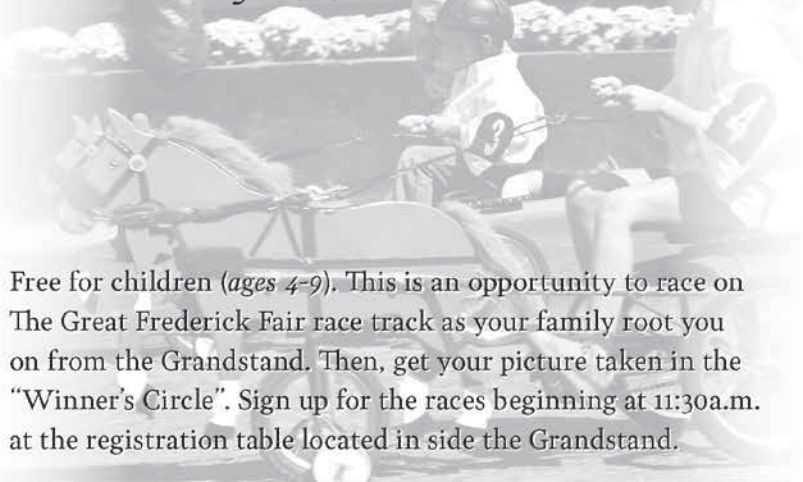 Free for children (ages 4-9). This is an opportunity to race on
The Great Frederick Fair race track as your family root you
on from the Grandstand. Then, get your picture taken in the
“Winner’s Circle”. Sign up for the races beginning at 11:30a.m.
at the registration table located in side the Grandstand.
3
4